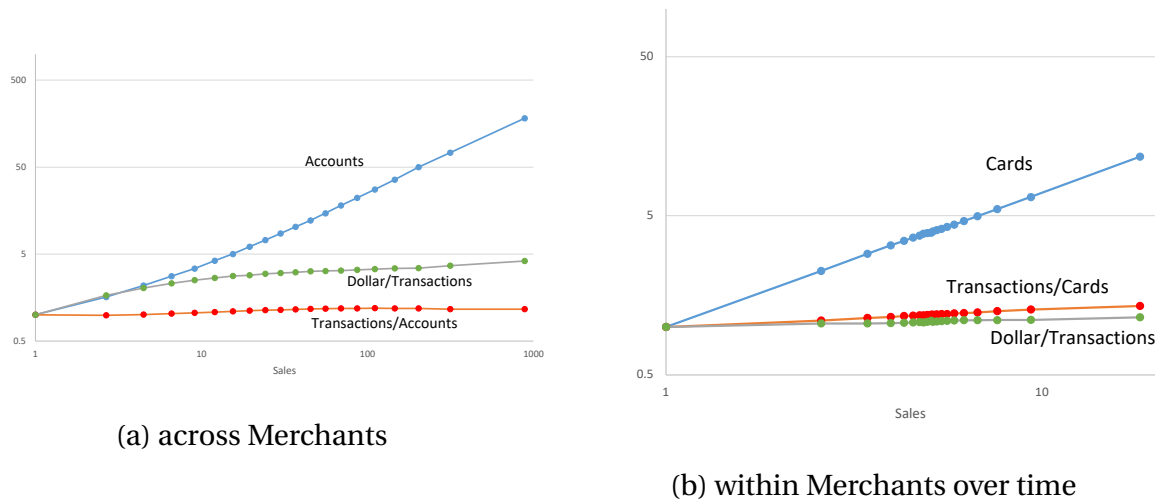 500
50
5
0.5
Accounts
Dollar/Transactions
Transactions/Accounts
1
10
100
1000
Sales
(a) across Merchants
50
5
0.5
Cards
Transactions/Cards
Dollar/Transactions
1
10
Sales
(b) within Merchants over time